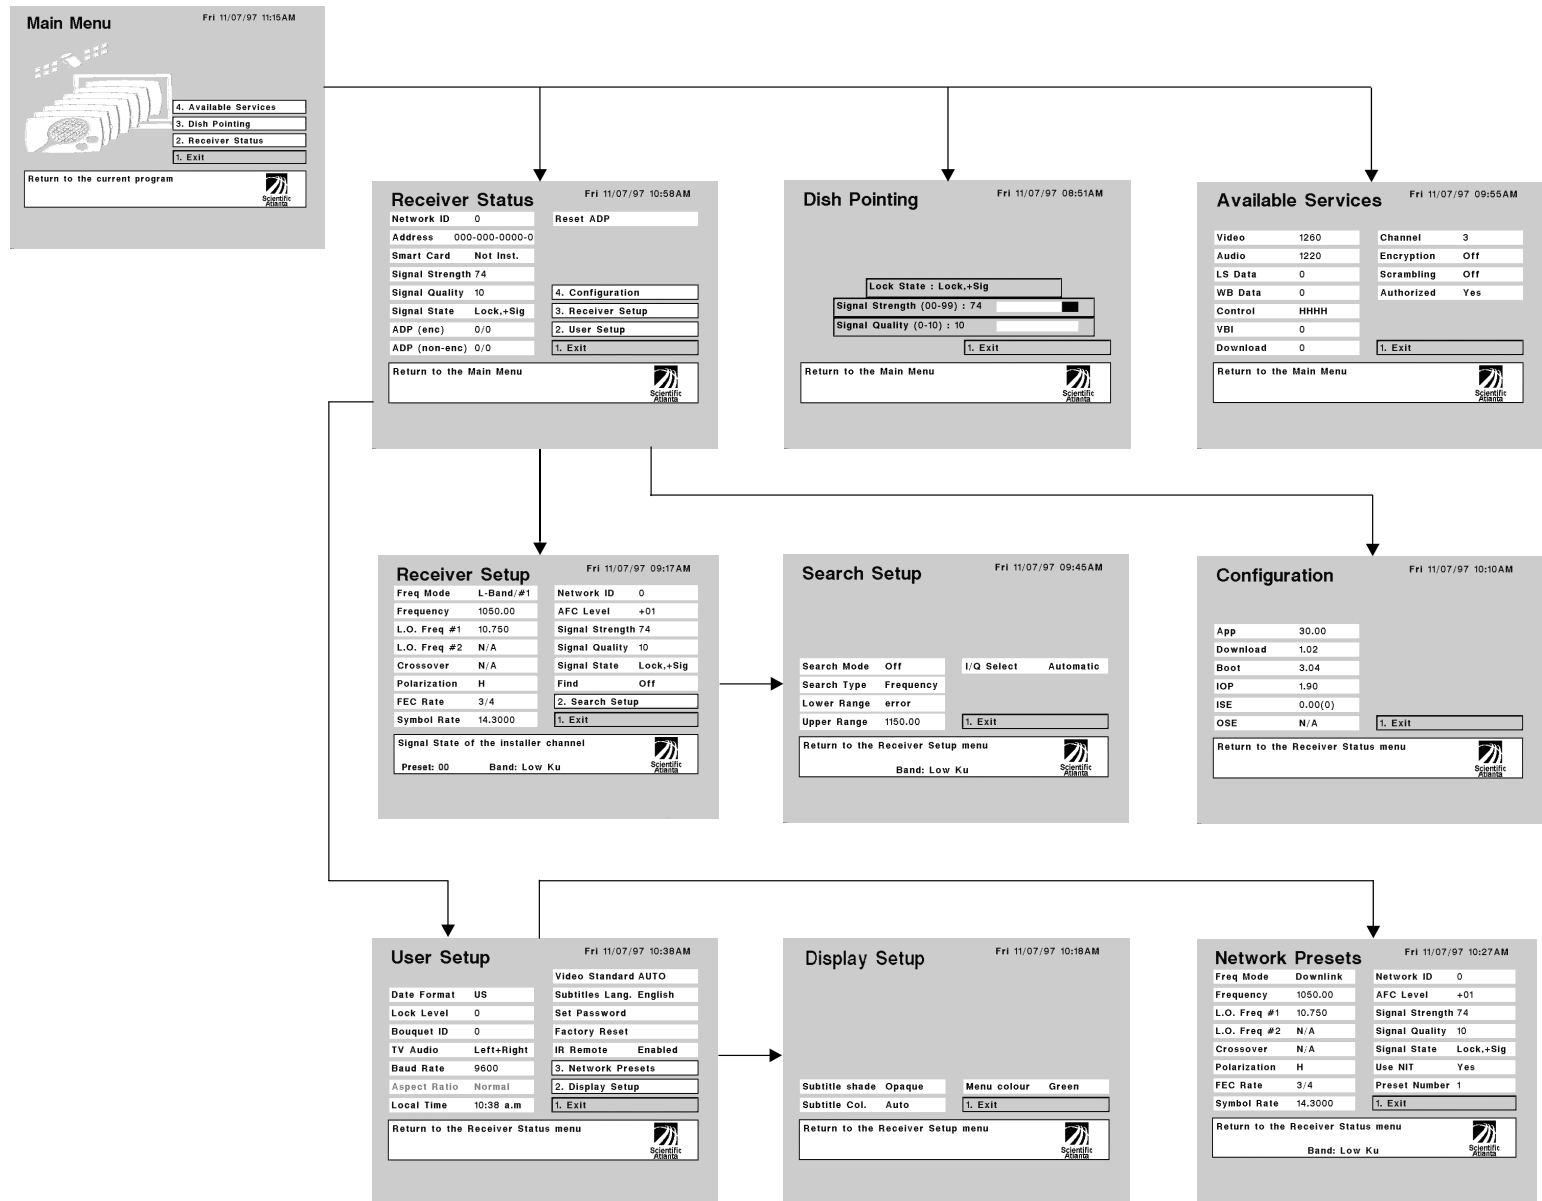 Main Menu
Fri 11/07/97 11:15AM
4. Available Services
3. Dish Pointing
2. Receiver Status
1. Exit
Return to the current program
Scientific
Atlanta
Receiver Status
Fri 11/07/97 10:58AM
Network ID 0
Reset ADP
Address 000-000-0000-0
Smart Card Not Inst.
Signal Strength 74
Signal Quality 10
4. Configuration
Signal State Lock,+Sig
3. Receiver Setup
ADP (enc) 0/0
2. User Setup
ADP (non-enc) 0/0
1. Exit
Return to the Main Menu
Scientific
Atlanta
Dish Pointing
Fri 11/07/97 08:51AM
Lock State : Lock,+Sig
Signal Strength (00-99) : 74
Signal Quality (0-10) : 10
1. Exit
Return to the Main Menu
Scientific
Atlanta
Available Services
Fri 11/07/97 09:55AM
Video 1260
Channel 3
Audio 1220
Encryption Off
LS Data 0
Scrambling Off
WB Data 0
Authorized Yes
Control HHHH
VBI 0
Download 0
1. Exit
Return to the Main Menu
Scientific
Atlanta
Receiver Setup
Fri 11/07/97 09:17AM
Freq Mode L-Band/#1
Network ID 0
Frequency 1050.00
AFC Level +01
L.O. Freq #1 10.750
Signal Strength 74
L.O. Freq #2 N/A
Signal Quality 10
Crossover N/A
Signal State Lock,+Sig
Polarization H
Find Off
FEC Rate 3/4
2. Search Setup
Symbol Rate 14.3000
1. Exit
Signal State of the installer channel
Preset: 00 Band: Low Ku
Scientific
Atlanta
Search Setup
Fri 11/07/97 09:45AM
Search Mode Off
I/Q Select Automatic
Search Type Frequency
Lower Range error
Upper Range 1150.00
1. Exit
Return to the Receiver Setup menu
Band: Low Ku
Scientific
Atlanta
Configuration
Fri 11/07/97 10:10AM
App 30.00
Download 1.02
Boot 3.04
IOP 1.90
ISE 0.00(0)
OSE N/A
1. Exit
Return to the Receiver Status menu
Scientific
Atlanta
User Setup
Fri 11/07/97 10:38AM
Video Standard AUTO
Date Format US
Subtitles Lang. English
Lock Level 0
Set Password
Bouquet ID 0
Factory Reset
TV Audio Left+Right
IR Remote Enabled
Baud Rate 9600
3. Network Presets
Aspect Ratio Normal
2. Display Setup
Local Time 10:38 a.m
1. Exit
Return to the Receiver Status menu
Scientific
Atlanta
Display Setup
Fri 11/07/97 10:18AM
Subtitle shade Opaque
Menu colour Green
Subtitle Col. Auto
1. Exit
Return to the Receiver Setup menu
Scientific
Atlanta
Network Presets
Fri 11/07/97 10:27AM
Freq Mode Downlink
Network ID 0
Frequency 1050.00
AFC Level +01
L.O. Freq #1 10.750
Signal Strength 74
L.O. Freq #2 N/A
Signal Quality 10
Crossover N/A
Signal State Lock,+Sig
Polarization H
Use NIT Yes
FEC Rate 3/4
Preset Number 1
Symbol Rate 14.3000
1. Exit
Return to the Receiver Status menu
Band: Low Ku
Scientific
Atlanta